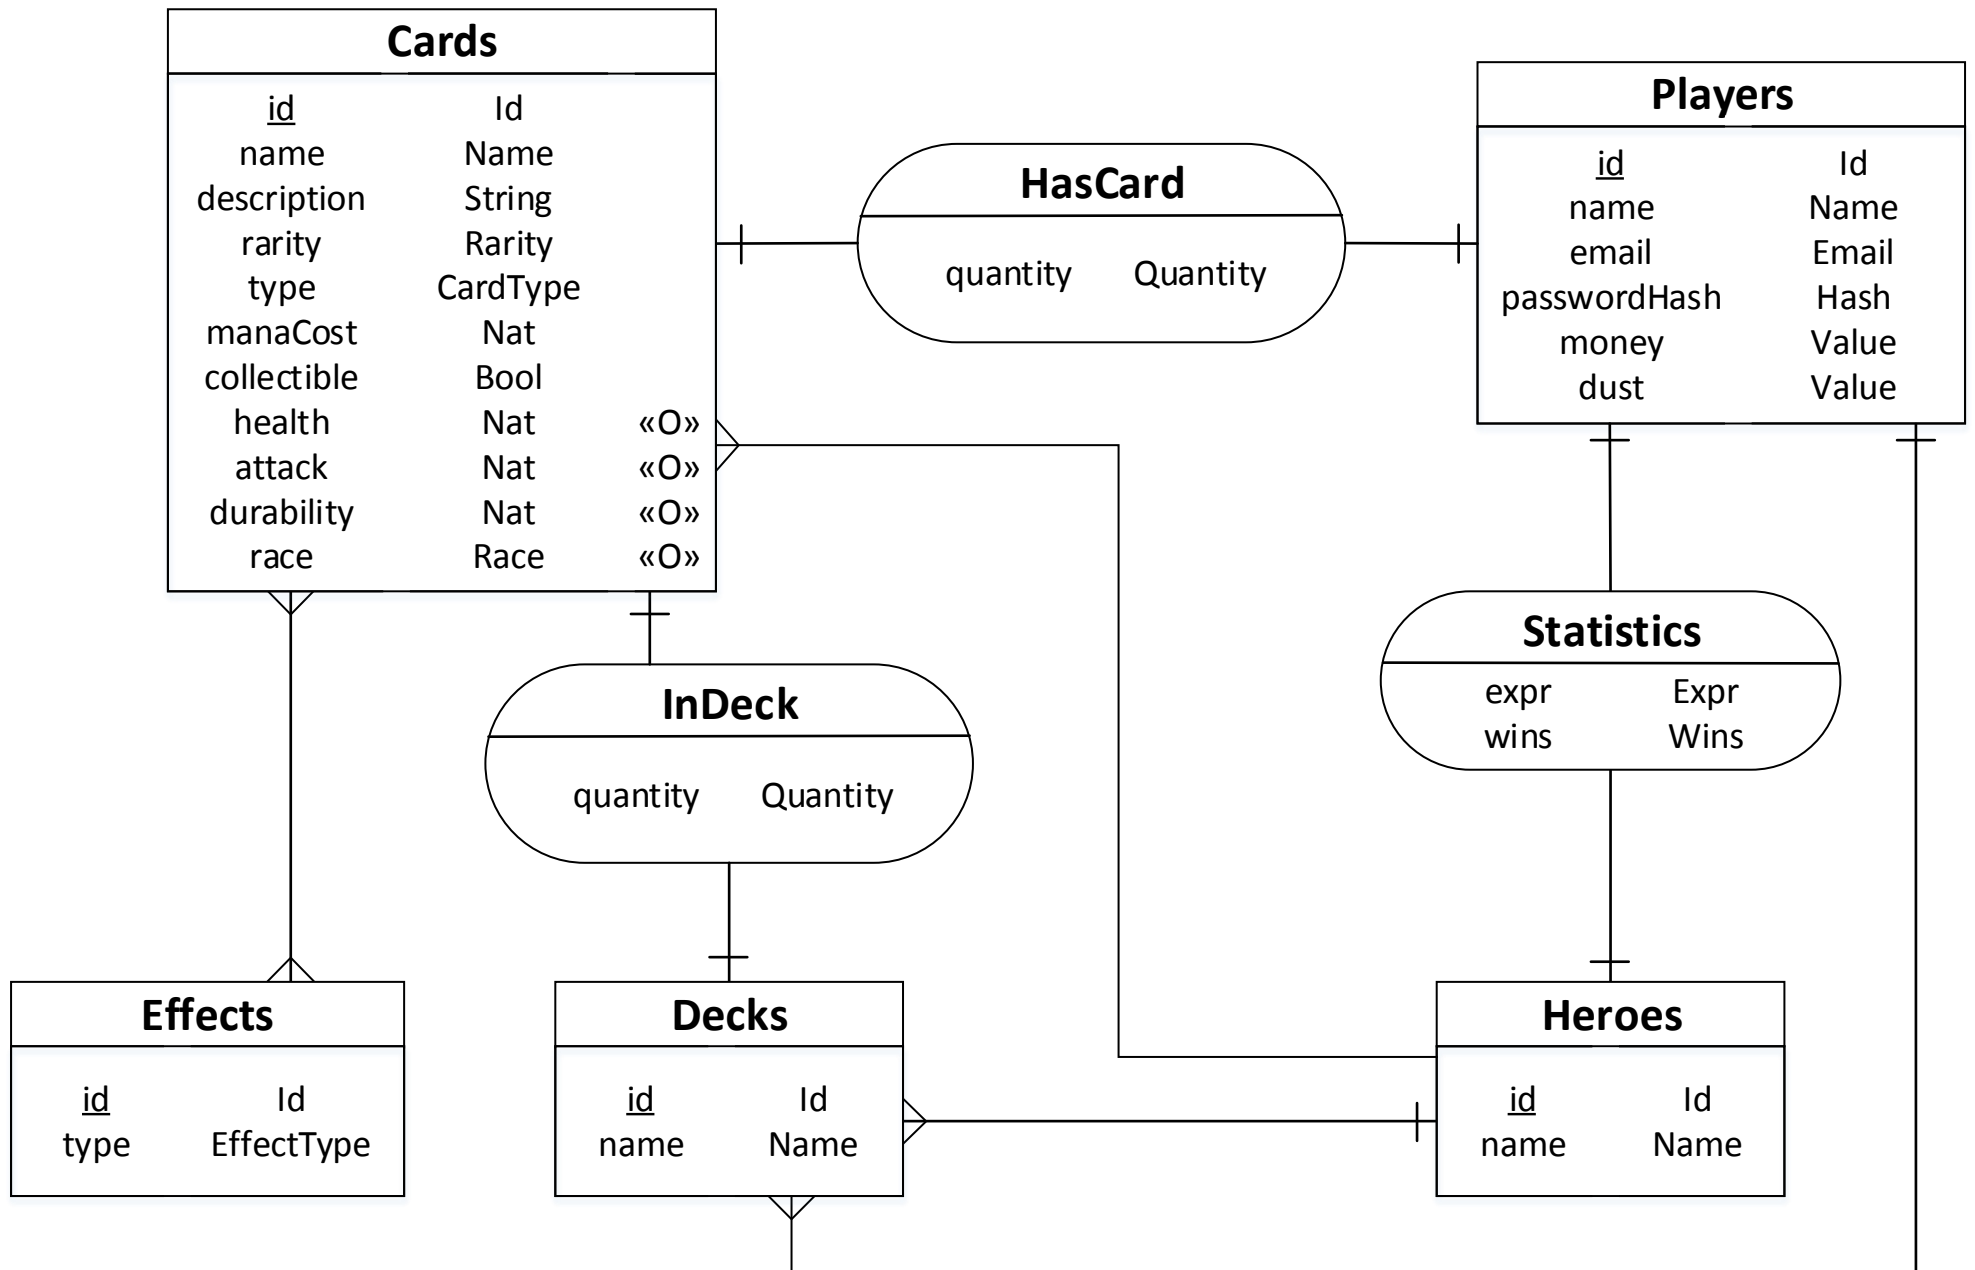 Cards
id Id
name Name
description String
rarity Rarity
type CardType
manaCost Nat
collectible Bool
health Nat «O»
attack Nat «O»
durability Nat «O»
race Race «O»
HasCard
quantity Quantity
Players
id Id
name Name
email Email
passwordHash Hash
money Value
dust Value
InDeck
quantity Quantity
Statistics
expr Expr
wins Wins
Effects
id Id
type EffectType
Decks
id Id
name Name
Heroes
id Id
name Name